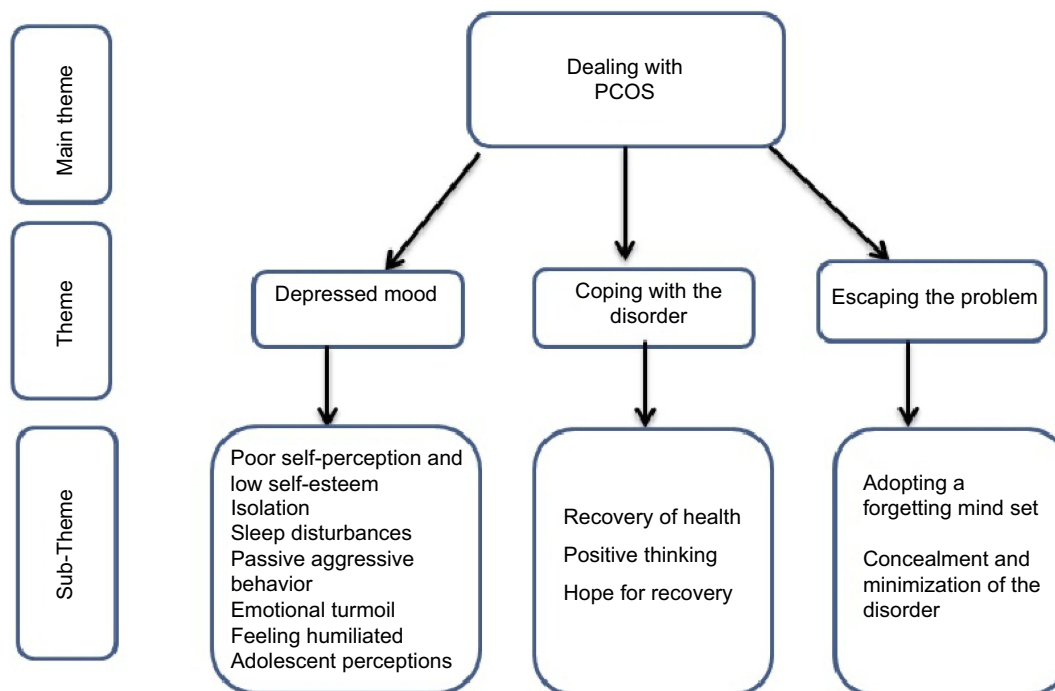 Main theme
Dealing with
PCOS
Theme
Depressed mood
Coping with the
disorder
Escaping the problem
Sub-Theme
Poor self-perception and
low self-esteem
Isolation
Sleep disturbances
Passive aggressive
behavior
Emotional turmoil
Feeling humiliated
Adolescent perceptions
Recovery of health
Positive thinking
Hope for recovery
Adopting a
forgetting mind set
Concealment and
minimization of the
disorder